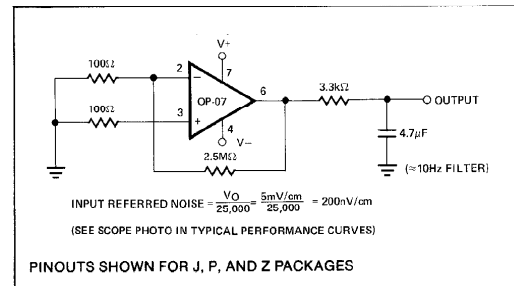 V+
100Ω
2
7
−
OP-07
6
3.3kΩ
OUTPUT
100Ω
3
+
4
V−
4.7μF
2.5MΩ
(≈10Hz FILTER)
INPUT REFERRED NOISE = VO/25,000 = 5mV/cm/25,000 = 200nV/cm
(SEE SCOPE PHOTO IN TYPICAL PERFORMANCE CURVES)
PINOUTS SHOWN FOR J, P, AND Z PACKAGES